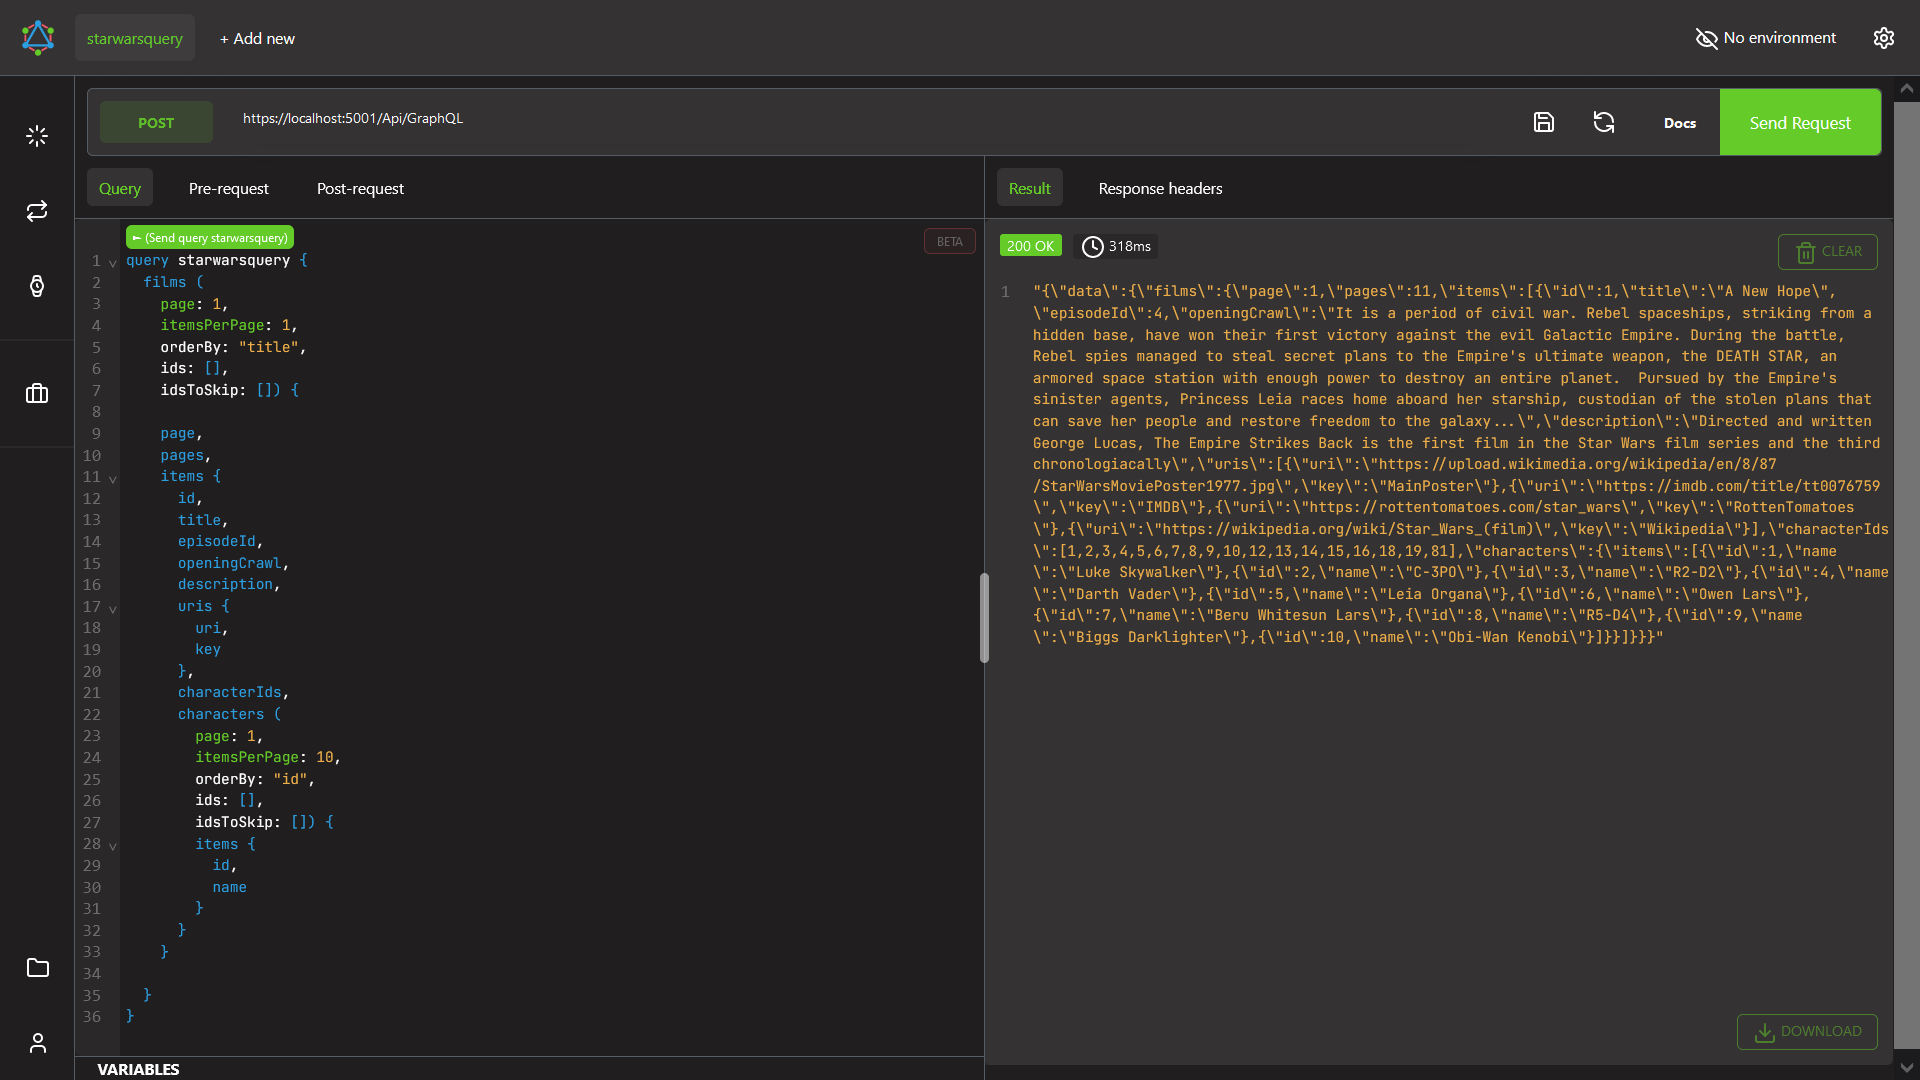 starwarsquery
+ Add new
No environment
POST
https://localhost:5001/Api/GraphQL
Docs
Send Request
Query
Pre-request
Post-request
(Send query starwarsquery)
BETA
1 query starwarsquery {
2 films (
3 page: 1,
4 itemsPerPage: 1,
5 orderBy: "title",
6 ids: [],
7 idsToSkip: []) {
8
9 page,
10 pages,
11 items {
12 id,
13 title,
14 episodeId,
15 openingCrawl,
16 description,
17 uris {
18 uri,
19 key
20 },
21 characterIds,
22 characters (
23 page: 1,
24 itemsPerPage: 10,
25 orderBy: "id",
26 ids: [],
27 idsToSkip: []) {
28 items {
29 id,
30 name
31 }
32 }
33 }
34
35 }
36 }
VARIABLES
Result
Response headers
200 OK
318ms
CLEAR
1 "{\"data\":{\"films\":{\"page\":1,\"pages\":11,\"items\":[{\"id\":1,\"title\":\"A New Hope\",
\"episodeId\":4,\"openingCrawl\":\"It is a period of civil war. Rebel spaceships, striking from a
hidden base, have won their first victory against the evil Galactic Empire. During the battle,
Rebel spies managed to steal secret plans to the Empire's ultimate weapon, the DEATH STAR, an
armored space station with enough power to destroy an entire planet.  Pursued by the Empire's
sinister agents, Princess Leia races home aboard her starship, custodian of the stolen plans that
can save her people and restore freedom to the galaxy...\",\"description\":\"Directed and written
George Lucas, The Empire Strikes Back is the first film in the Star Wars film series and the third
chronologiacally\",\"uris\":[{\"uri\":\"https://upload.wikimedia.org/wikipedia/en/8/87
/StarWarsMoviePoster1977.jpg\",\"key\":\"MainPoster\"},{\"uri\":\"https://imdb.com/title/tt0076759
\",\"key\":\"IMDB\"},{\"uri\":\"https://rottentomatoes.com/star_wars\",\"key\":\"RottenTomatoes
\"},{\"uri\":\"https://wikipedia.org/wiki/Star_Wars_(film)\",\"key\":\"Wikipedia\"}],\"characterIds
\":[1,2,3,4,5,6,7,8,9,10,12,13,14,15,16,18,19,81],\"characters\":{\"items\":[{\"id\":1,\"name
\":\"Luke Skywalker\"},{\"id\":2,\"name\":\"C-3PO\"},{\"id\":3,\"name\":\"R2-D2\"},{\"id\":4,\"name
\":\"Darth Vader\"},{\"id\":5,\"name\":\"Leia Organa\"},{\"id\":6,\"name\":\"Owen Lars\"},
{\"id\":7,\"name\":\"Beru Whitesun Lars\"},{\"id\":8,\"name\":\"R5-D4\"},{\"id\":9,\"name
\":\"Biggs Darklighter\"},{\"id\":10,\"name\":\"Obi-Wan Kenobi\"}]}}]}}}"
DOWNLOAD